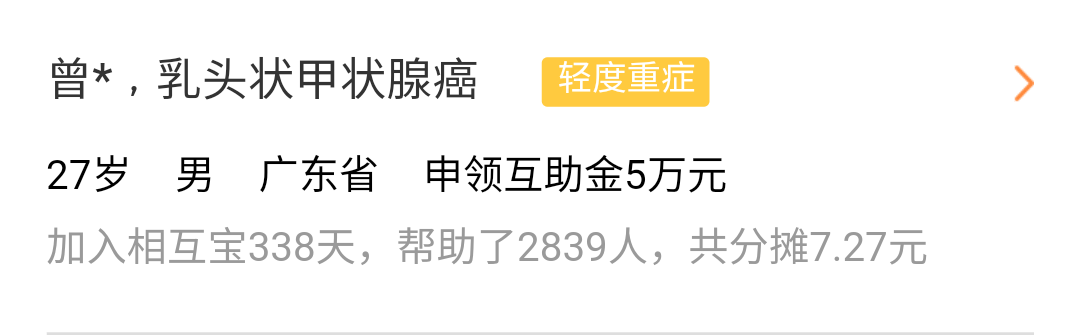 曾*，乳头状甲状腺癌 轻度重症
27岁 男 广东省 申领互助金5万元
加入相互宝338天，帮助了2839人，共分摊7.27元